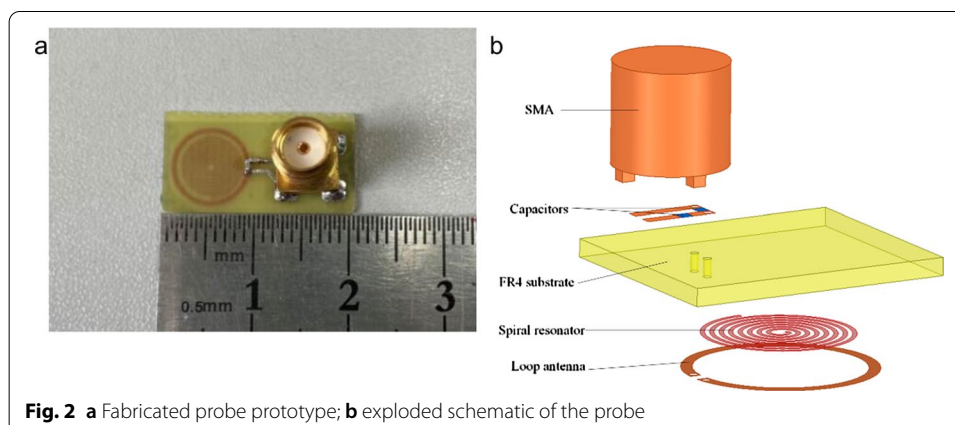 a
mm
0.5mm
1
2
3
b
SMA
Capacitors
FR4 substrate
Spiral resonator
Loop antenna
Fig. 2 a Fabricated probe prototype; b exploded schematic of the probe